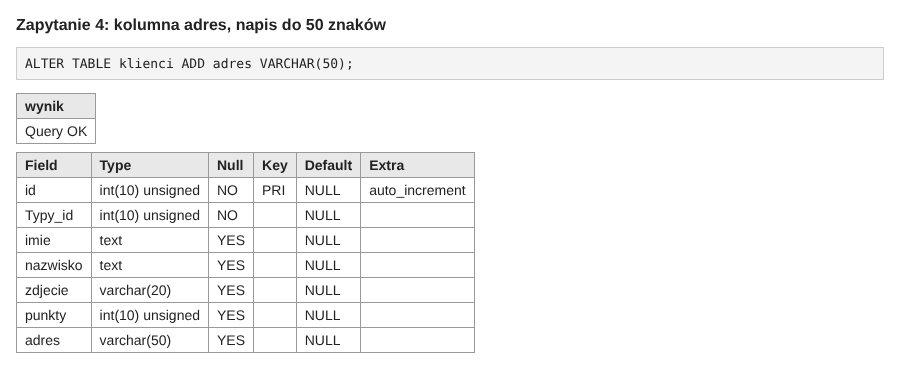 Zapytanie 4: kolumna adres, napis do 50 znaków
ALTER TABLE klienci ADD adres VARCHAR(50);
wynik
Query OK
Field Type Null Key Default Extra
id int(10) unsigned NO PRI NULL auto_increment
Typy_id int(10) unsigned NO NULL
imie text YES NULL
nazwisko text YES NULL
zdjecie varchar(20) YES NULL
punkty int(10) unsigned YES NULL
adres varchar(50) YES NULL